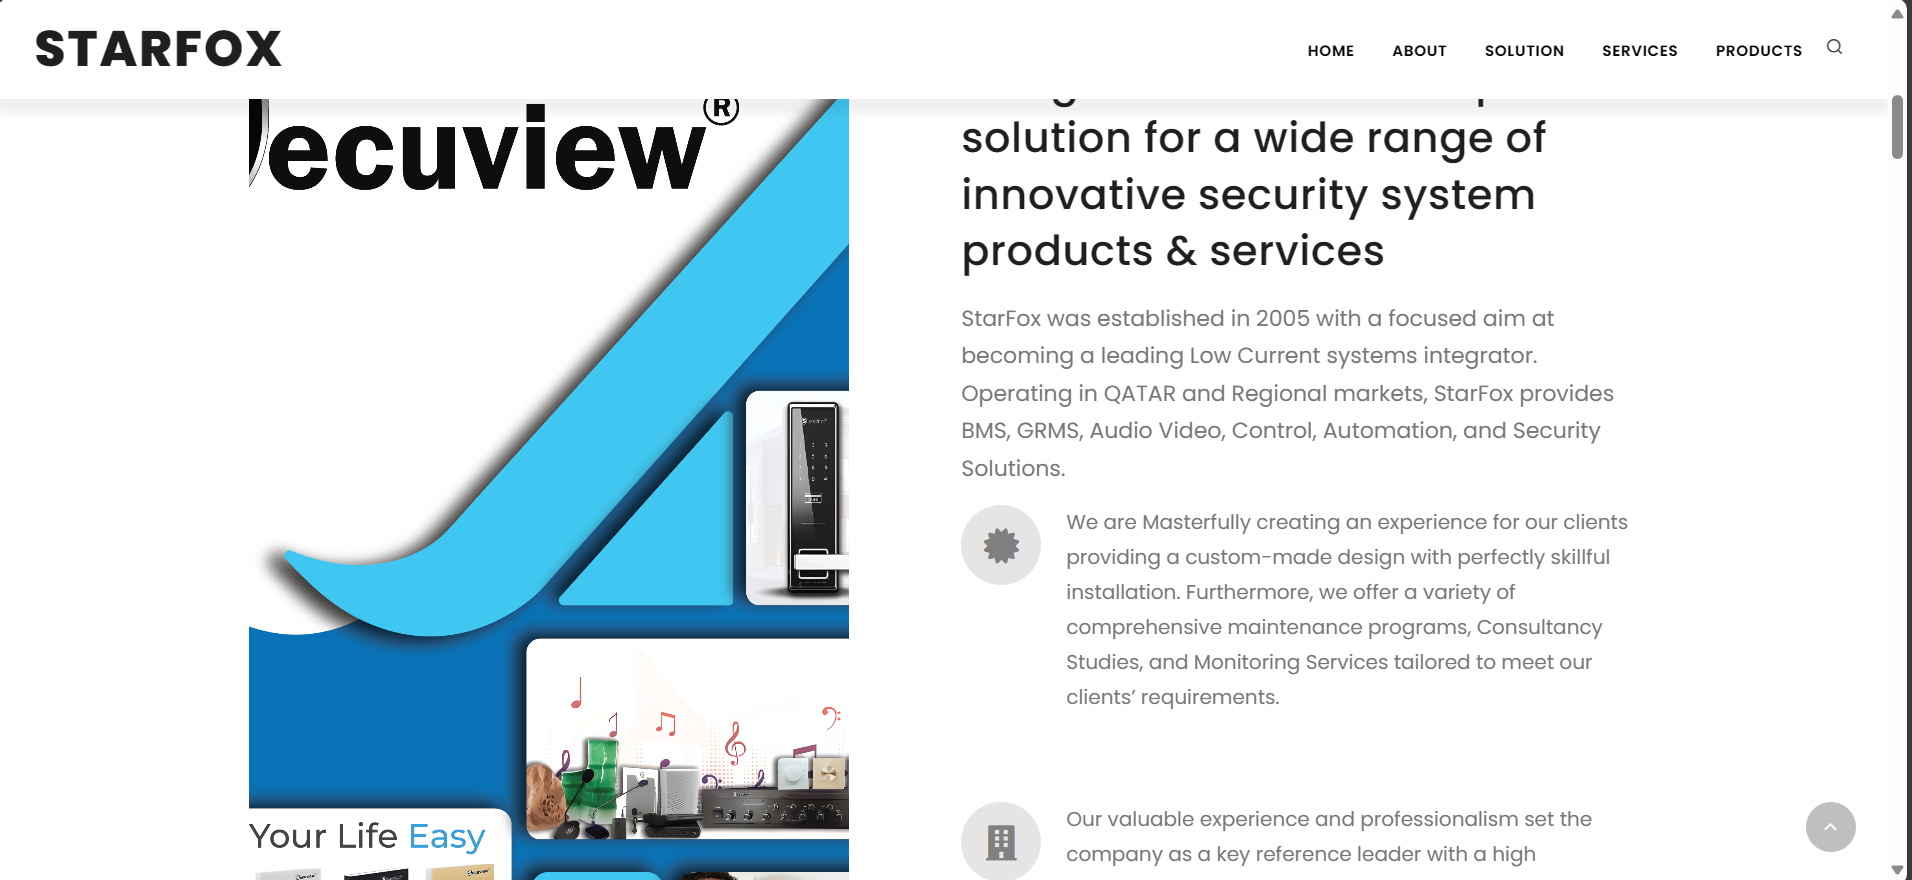 STARFOX
HOME ABOUT SOLUTION SERVICES PRODUCTS
ecuview®
solution for a wide range of
innovative security system
products & services
StarFox was established in 2005 with a focused aim at
becoming a leading Low Current systems integrator.
Operating in QATAR and Regional markets, StarFox provides
BMS, GRMS, Audio Video, Control, Automation, and Security
Solutions.
We are Masterfully creating an experience for our clients
providing a custom-made design with perfectly skillful
installation. Furthermore, we offer a variety of
comprehensive maintenance programs, Consultancy
Studies, and Monitoring Services tailored to meet our
clients’ requirements.
Your Life Easy
Our valuable experience and professionalism set the
company as a key reference leader with a high